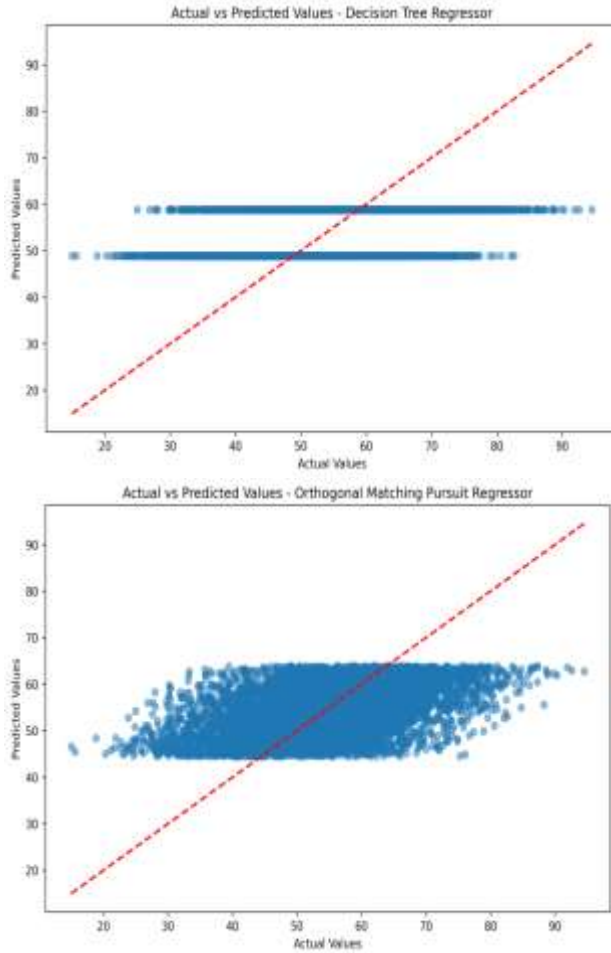 Actual vs Predicted Values - Decision Tree Regressor
90
80
70
60
50
40
30
20
Predicted Values
20 30 40 50 60 70 80 90
Actual Values
Actual vs Predicted Values - Orthogonal Matching Pursuit Regressor
90
80
70
60
50
40
30
20
Predicted Values
20 30 40 50 60 70 80 90
Actual Values